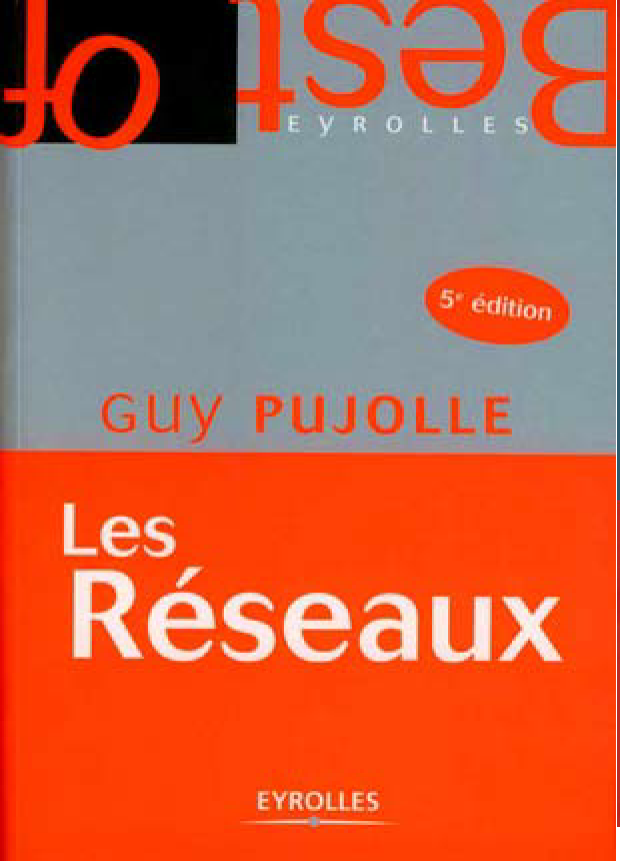 Best of
EYROLLES
5e édition
GUY PUJOLLE
Les
Réseaux
EYROLLES